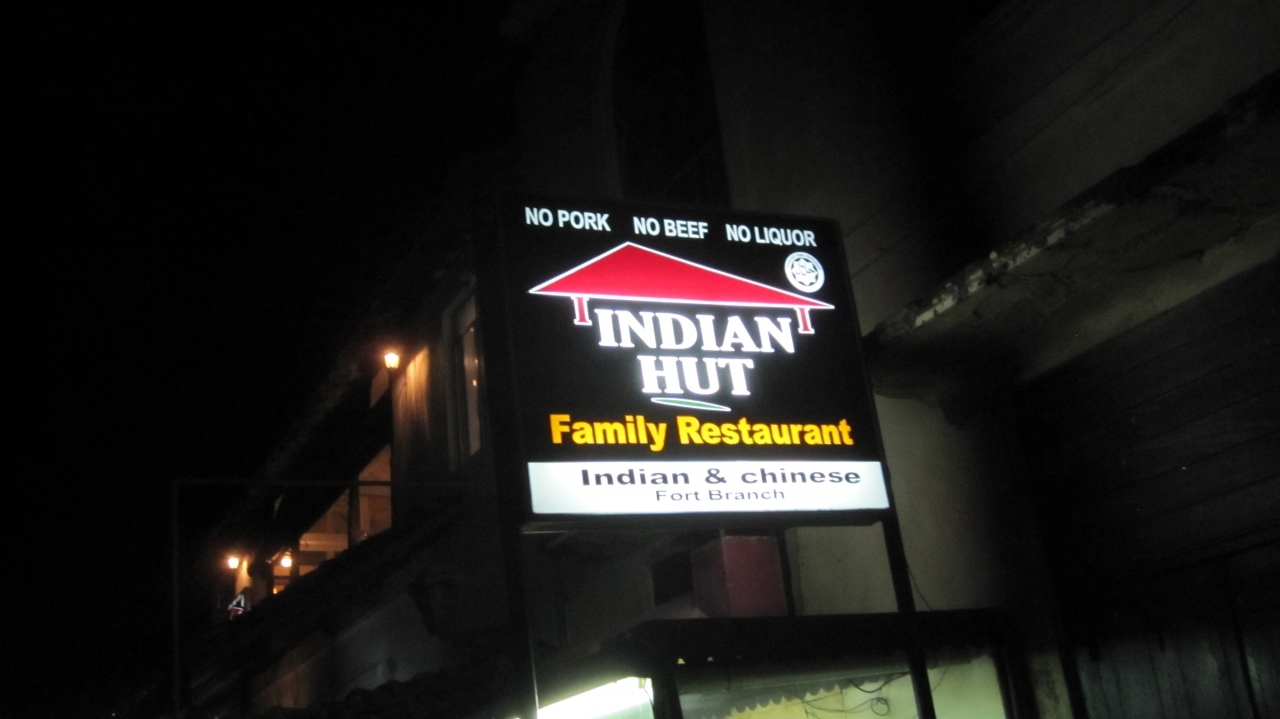 NO PORK NO BEEF NO LIQUOR
INDIAN
HUT
Family Restaurant
Indian & chinese
Fort Branch